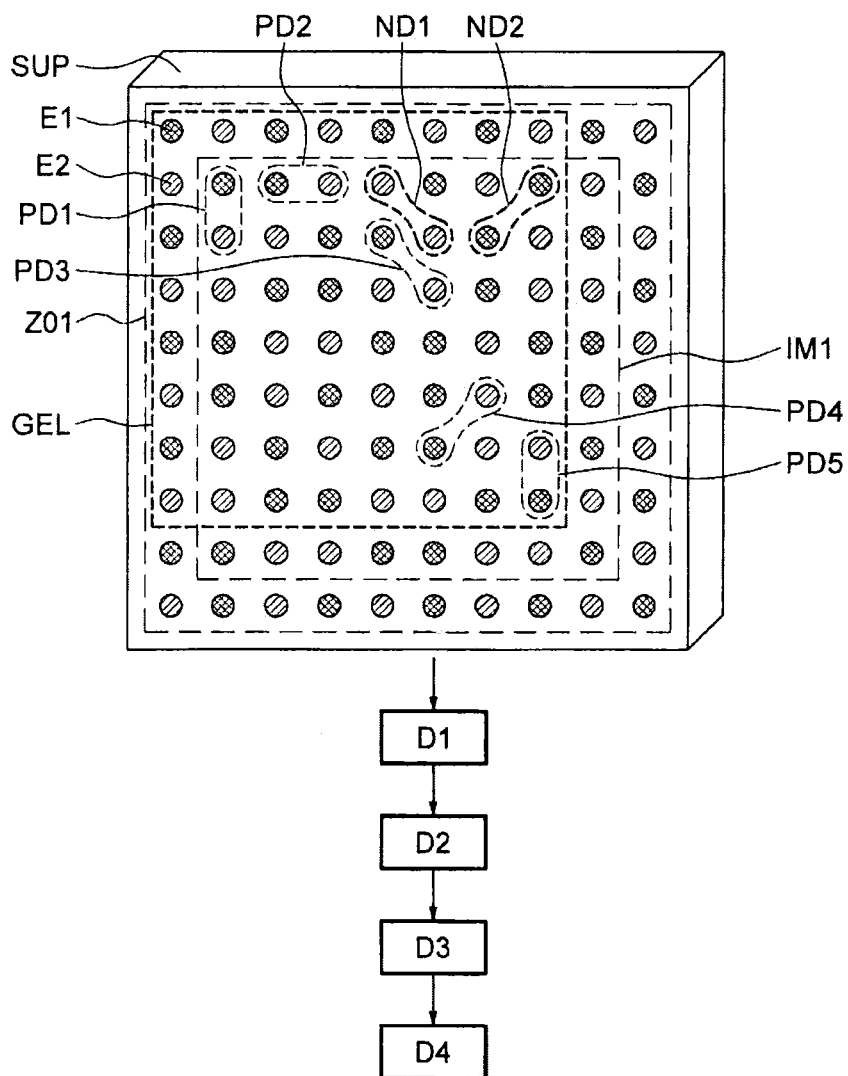 PD2 ND1 ND2
SUP
E1
E2
PD1
PD3
Z01
IM1
GEL
PD4
PD5
D1
D2
D3
D4